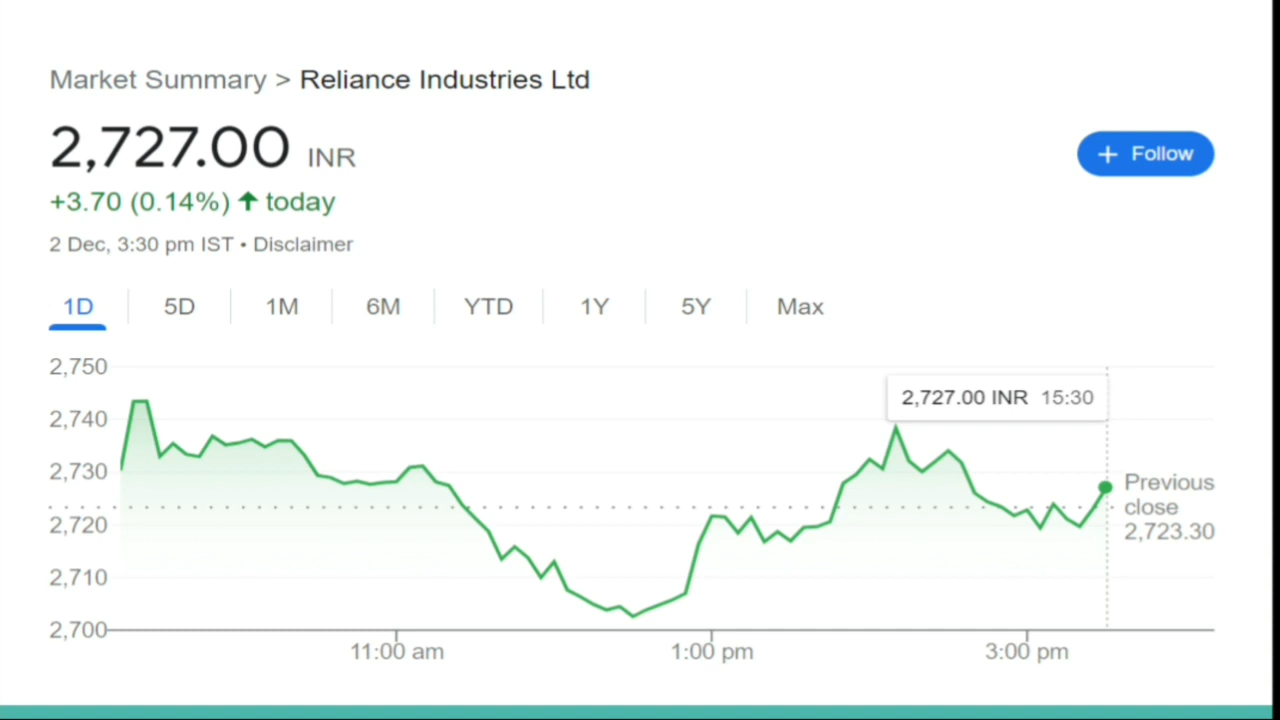 Market Summary > Reliance Industries Ltd
2,727.00 INR
+ Follow
+3.70 (0.14%) ↑ today
2 Dec, 3:30 pm IST • Disclaimer
1D 5D 1M 6M YTD 1Y 5Y Max
2,750
2,727.00 INR 15:30
2,740
2,730
Previous
close
2,723.30
2,720
2,710
2,700
11:00 am 1:00 pm 3:00 pm